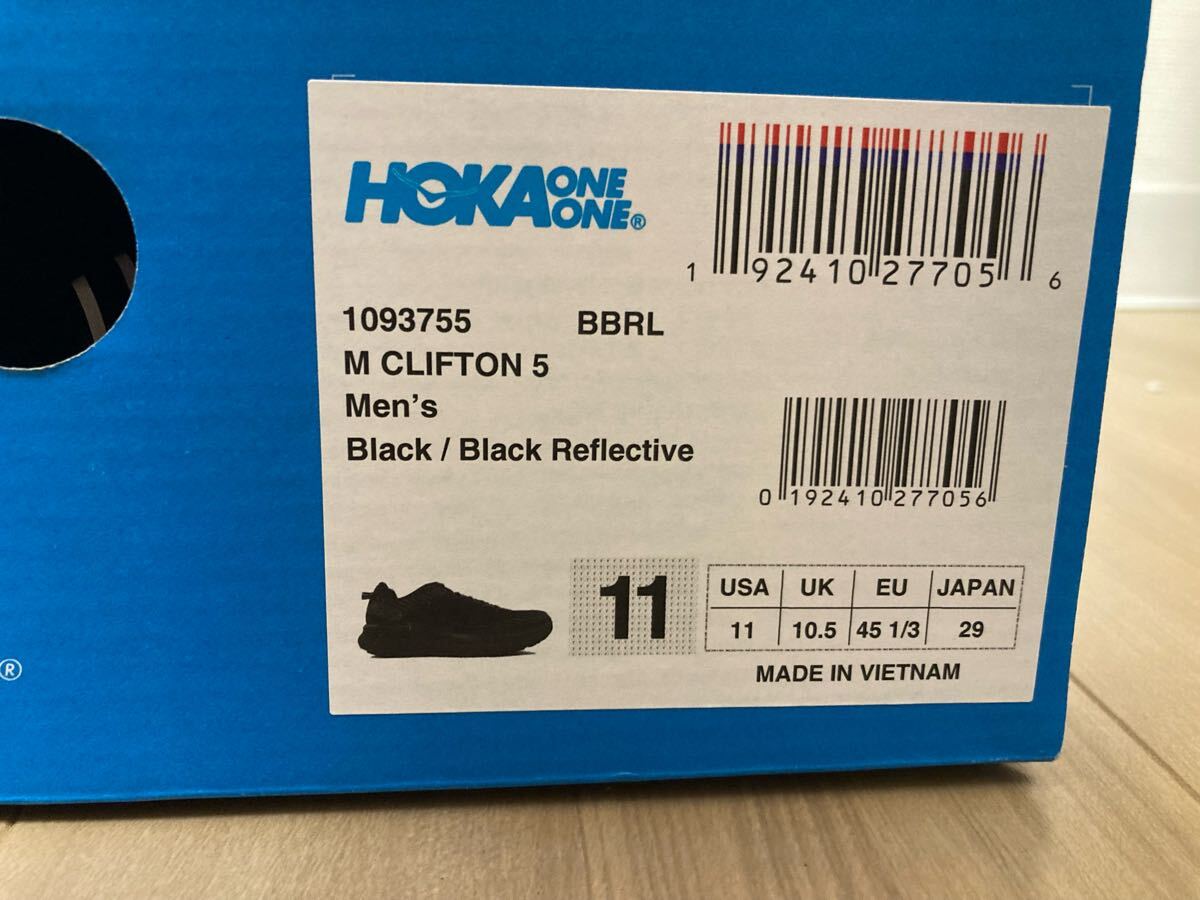 HOKA ONE ONE®
1 92410 27705 6
1093755 BBRL
M CLIFTON 5
Men's
Black / Black Reflective
0 192410 277056
11
USA UK EU JAPAN
11 10.5 45 1/3 29
MADE IN VIETNAM
®